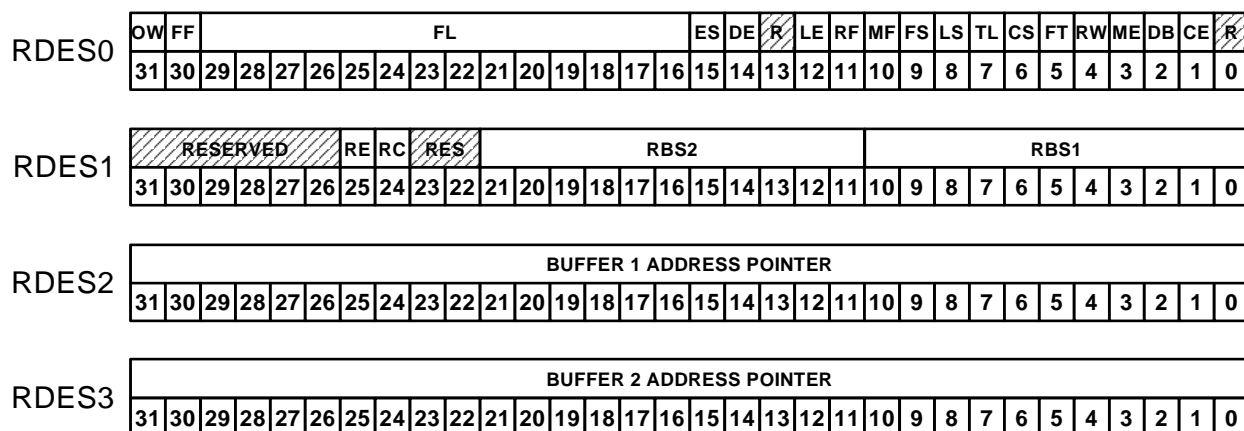 OW FF FL ES DE R LE RF MF FS LS TL CS FT RW ME DB CE R
RDES0
31 30 29 28 27 26 25 24 23 22 21 20 19 18 17 16 15 14 13 12 11 10 9 8 7 6 5 4 3 2 1 0
RESERVED RE RC RES RBS2 RBS1
RDES1
31 30 29 28 27 26 25 24 23 22 21 20 19 18 17 16 15 14 13 12 11 10 9 8 7 6 5 4 3 2 1 0
BUFFER 1 ADDRESS POINTER
RDES2
31 30 29 28 27 26 25 24 23 22 21 20 19 18 17 16 15 14 13 12 11 10 9 8 7 6 5 4 3 2 1 0
BUFFER 2 ADDRESS POINTER
RDES3
31 30 29 28 27 26 25 24 23 22 21 20 19 18 17 16 15 14 13 12 11 10 9 8 7 6 5 4 3 2 1 0